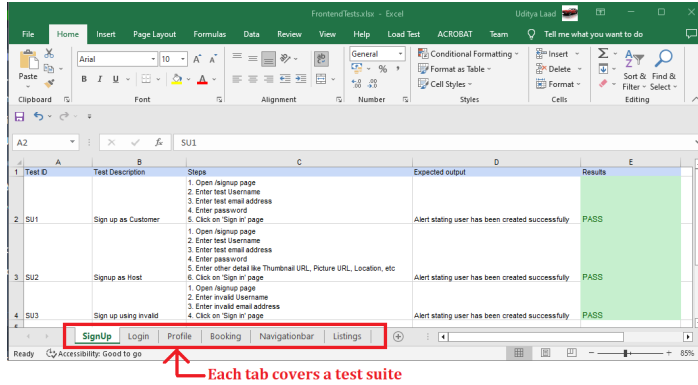 FrontendTests.xlsx - Excel
Uditya Laad
File Home Insert Page Layout Formulas Data Review View Help Load Test ACROBAT Team Tell me what you want to do
Arial 10 A A General Conditional Formatting Insert
Paste B I U A % , Format as Table Delete Sort & Find &
Cell Styles Format Filter Select
Clipboard Font Alignment Number Styles Cells Editing
A2 fx SU1
A B C D E
1 Test ID Test Description Steps Expected output Results
1. Open /signup page
2. Enter test Username
3. Enter test email address
4. Enter password
2 SU1 Sign up as Customer 5. Click on 'Sign in' page Alert stating user has been created successfully PASS
1. Open /signup page
2. Enter test Username
3. Enter test email address
4. Enter password
5. Enter other detail like Thumbnail URL, Picture URL, Location, etc
3 SU2 Signup as Host 6. Click on 'Sign in' page Alert stating user has been created successfully PASS
1. Open /signup page
2. Enter invalid Username
3. Enter invalid email address
4 SU3 Sign up using invalid 4. Click on 'Sign in' page Alert stating user has been created successfully PASS
SignUp Login Profile Booking Navigationbar Listings
Ready Accessibility: Good to go 85%
Each tab covers a test suite